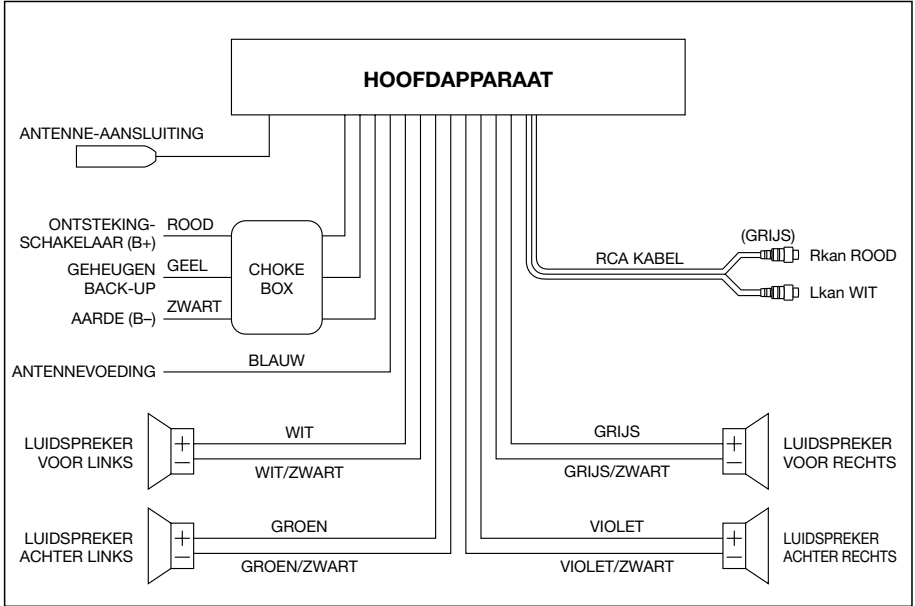 HOOFDAPPARAAT
ANTENNE-AANSLUITING
ONTSTEKING-
SCHAKELAAR (B+)
ROOD
GEHEUGEN
BACK-UP
GEEL
AARDE (B–)
ZWART
CHOKE
BOX
ANTENNEVOEDING
BLAUW
RCA KABEL
(GRIJS)
Rkan ROOD
Lkan WIT
LUIDSPREKER
VOOR LINKS
+
–
WIT
WIT/ZWART
GRIJS
GRIJS/ZWART
+
–
LUIDSPREKER
VOOR RECHTS
LUIDSPREKER
ACHTER LINKS
+
–
GROEN
GROEN/ZWART
VIOLET
VIOLET/ZWART
+
–
LUIDSPREKER
ACHTER RECHTS